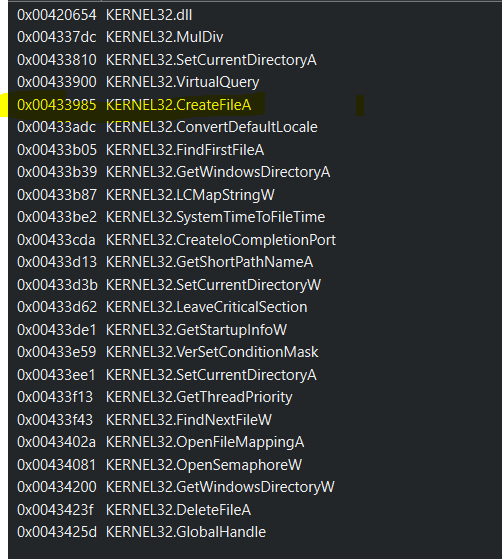 0x00420654 KERNEL32.dll
0x004337dc KERNEL32.MulDiv
0x00433810 KERNEL32.SetCurrentDirectoryA
0x00433900 KERNEL32.VirtualQuery
0x00433985 KERNEL32.CreateFileA
0x00433adc KERNEL32.ConvertDefaultLocale
0x00433b05 KERNEL32.FindFirstFileA
0x00433b39 KERNEL32.GetWindowsDirectoryA
0x00433b87 KERNEL32.LCMapStringW
0x00433be2 KERNEL32.SystemTimeToFileTime
0x00433cda KERNEL32.CreateIoCompletionPort
0x00433d13 KERNEL32.GetShortPathNameA
0x00433d3b KERNEL32.SetCurrentDirectoryW
0x00433d62 KERNEL32.LeaveCriticalSection
0x00433de1 KERNEL32.GetStartupInfoW
0x00433e59 KERNEL32.VerSetConditionMask
0x00433ee1 KERNEL32.SetCurrentDirectoryA
0x00433f13 KERNEL32.GetThreadPriority
0x00433f43 KERNEL32.FindNextFileW
0x0043402a KERNEL32.OpenFileMappingA
0x00434081 KERNEL32.OpenSemaphoreW
0x00434200 KERNEL32.GetWindowsDirectoryW
0x0043423f KERNEL32.DeleteFileA
0x0043425d KERNEL32.GlobalHandle